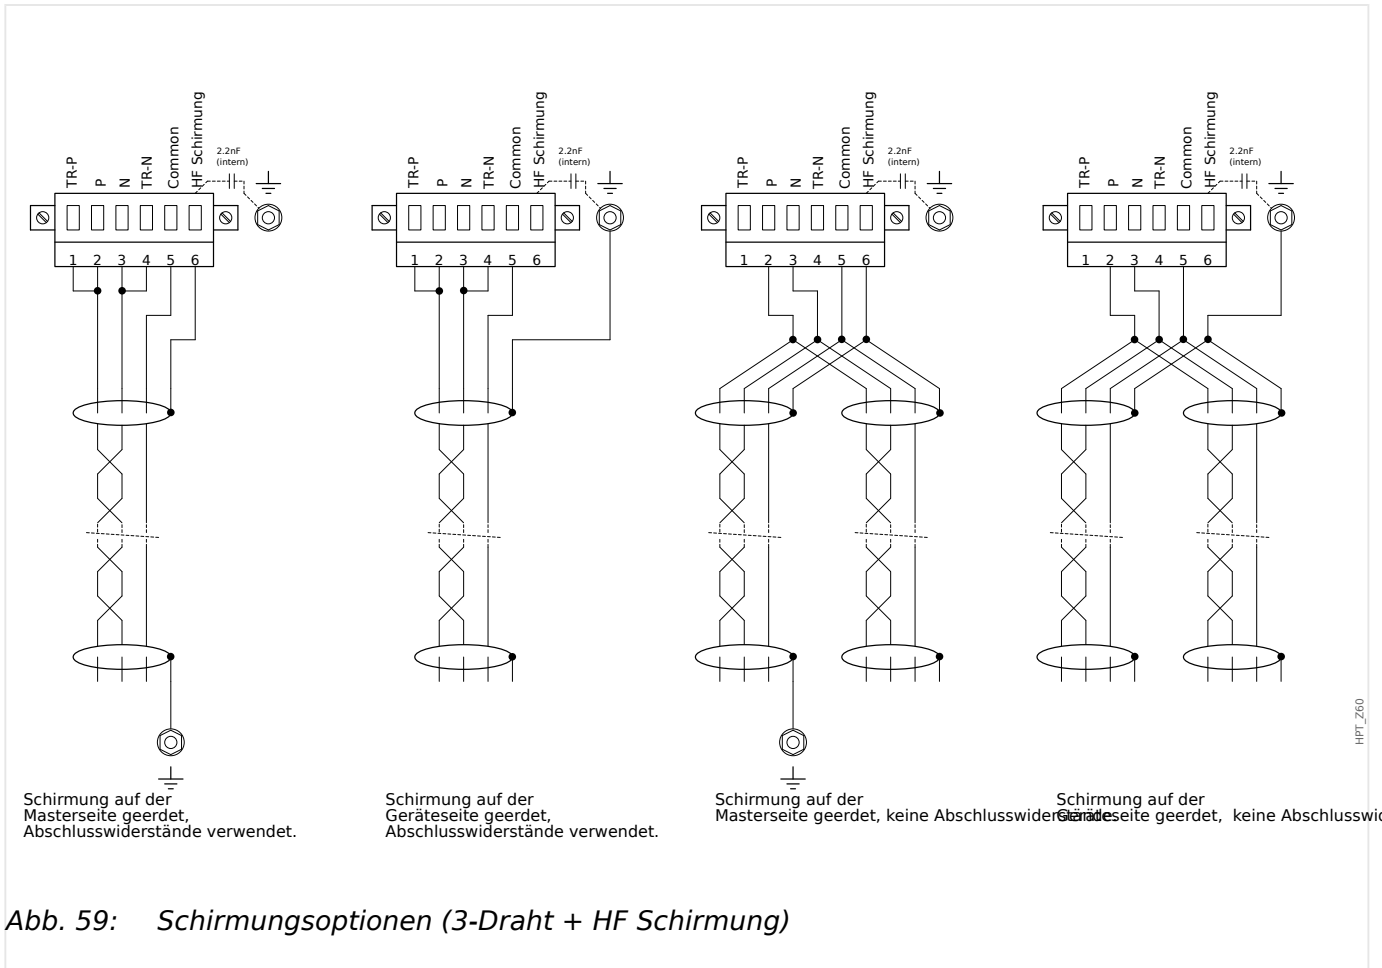 TR-P P N TR-N Common HF Schirmung
2.2nF
(intern)
1 2 3 4 5 6
TR-P P N TR-N Common HF Schirmung
2.2nF
(intern)
1 2 3 4 5 6
TR-P P N TR-N Common HF Schirmung
2.2nF
(intern)
1 2 3 4 5 6
TR-P P N TR-N Common HF Schirmung
2.2nF
(intern)
1 2 3 4 5 6
HPT_Z60
Schirmung auf der
Masterseite geerdet,
Abschlusswiderstände verwendet.
Schirmung auf der
Geräteseite geerdet,
Abschlusswiderstände verwendet.
Schirmung auf der
Masterseite geerdet, keine Abschlusswiderstände.
Schirmung auf der
Geräteseite geerdet, keine Abschlusswid
Abb. 59: Schirmungsoptionen (3-Draht + HF Schirmung)